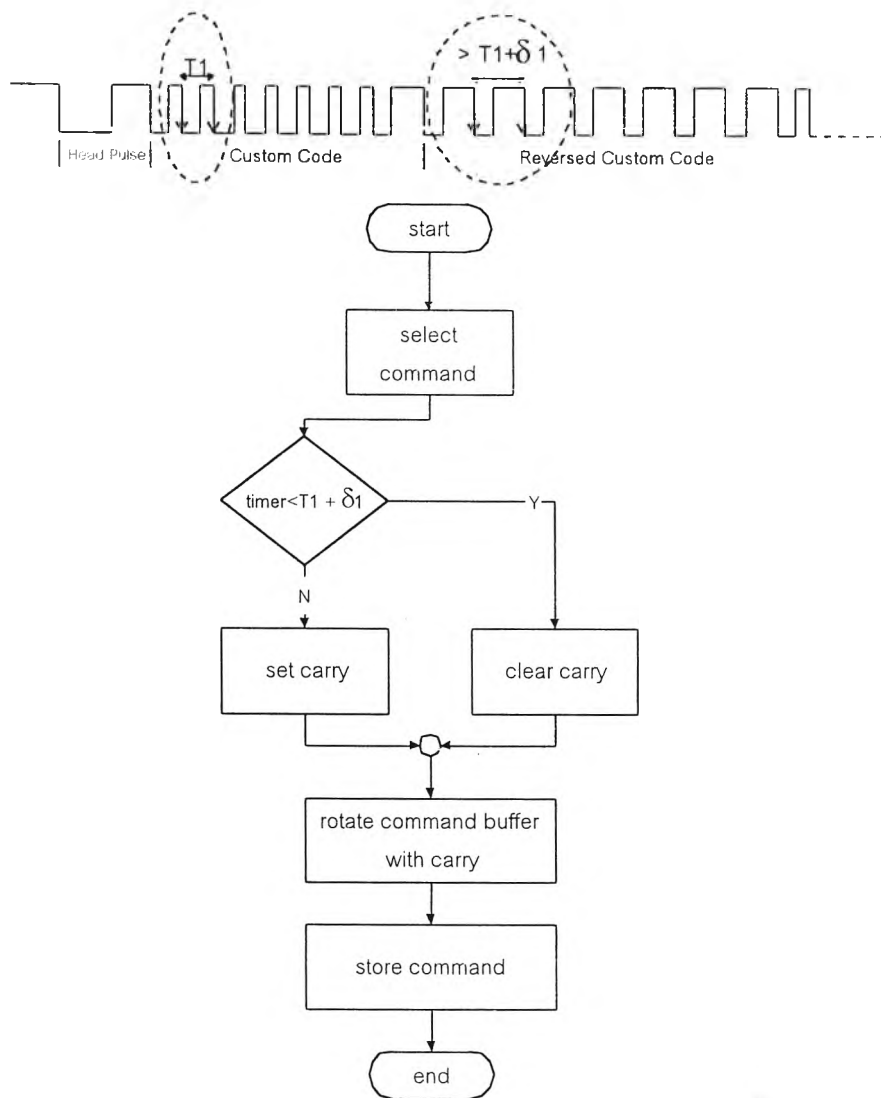 T1
> T1+δ 1
Head Pulse
Custom Code
Reversed Custom Code
start
select
command
timer<T1 + δ1
Y
N
set carry
clear carry
rotate command buffer
with carry
store command
end